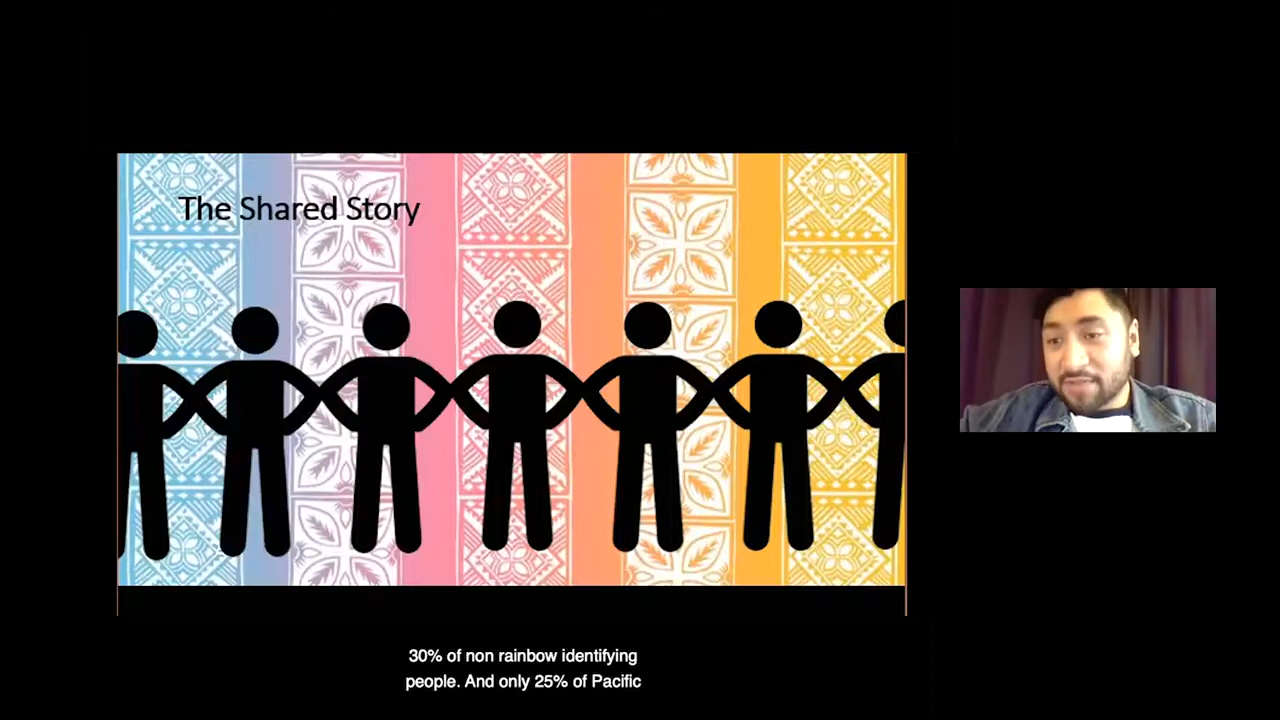 The Shared Story
30% of non rainbow identifying
people. And only 25% of Pacific